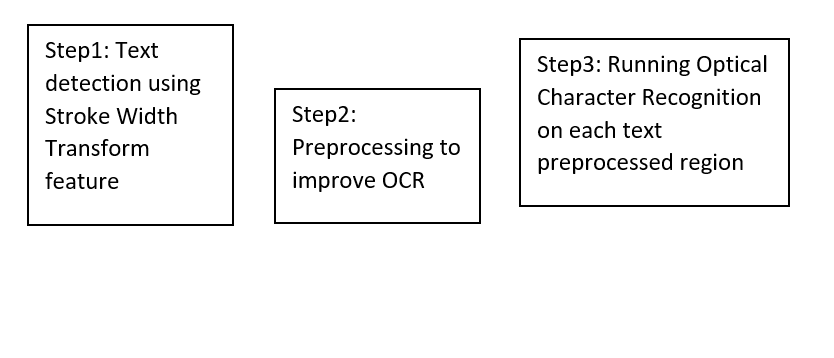 Step1: Text
detection using
Stroke Width
Transform
feature
Step2:
Preprocessing to
improve OCR
Step3: Running Optical
Character Recognition
on each text
preprocessed region